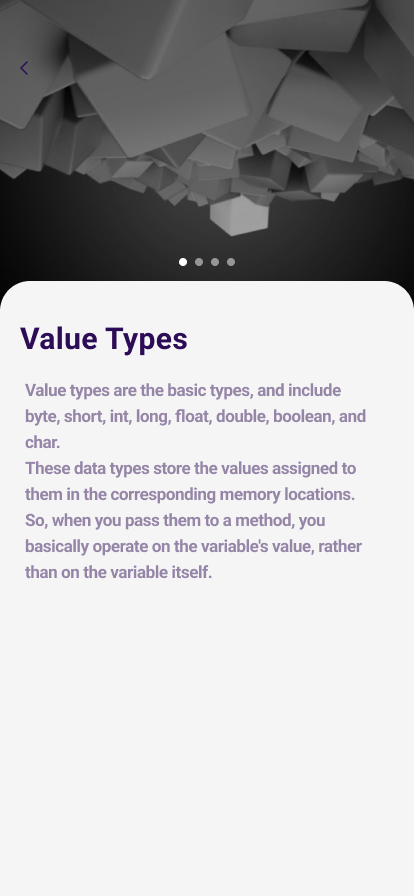 Value Types
Value types are the basic types, and include
byte, short, int, long, float, double, boolean, and
char.
These data types store the values assigned to
them in the corresponding memory locations.
So, when you pass them to a method, you
basically operate on the variable's value, rather
than on the variable itself.